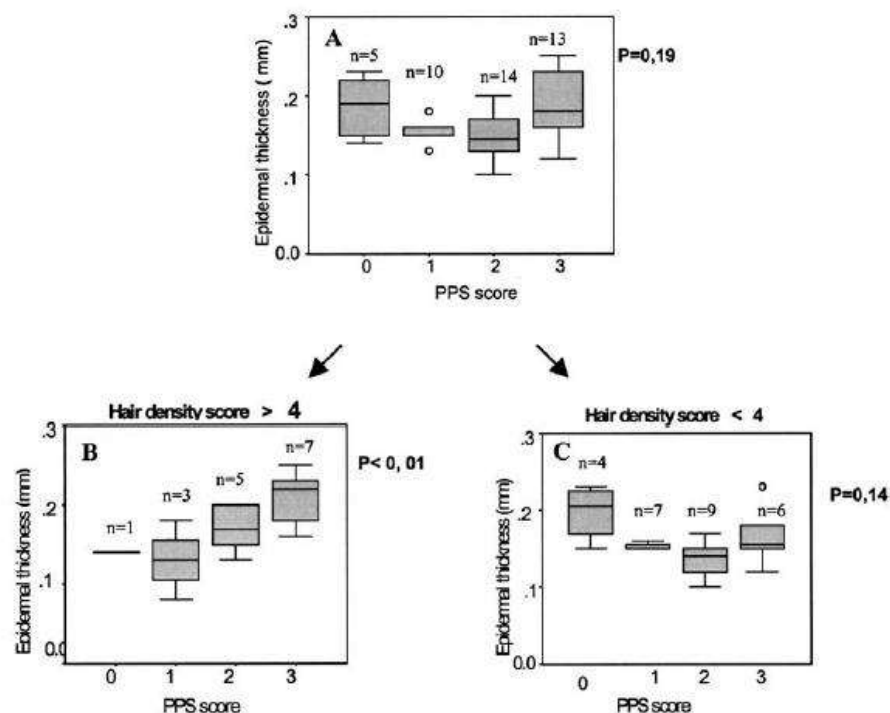 A
n=5
n=10
n=14
n=13
P=0,19
Epidermal thickness ( mm)
.3
.2
.1
0.0
0 1 2 3
PPS score
Hair density score > 4
B
n=1
n=3
n=5
n=7
P< 0, 01
Epidermal thickness (mm)
.3
.2
.1
0.0
0 1 2 3
PPS score
Hair density score < 4
C
n=4
n=7
n=9
n=6
P=0,14
Epidermal thickness (mm)
.3
.2
.1
0.0
0 1 2 3
PPS score